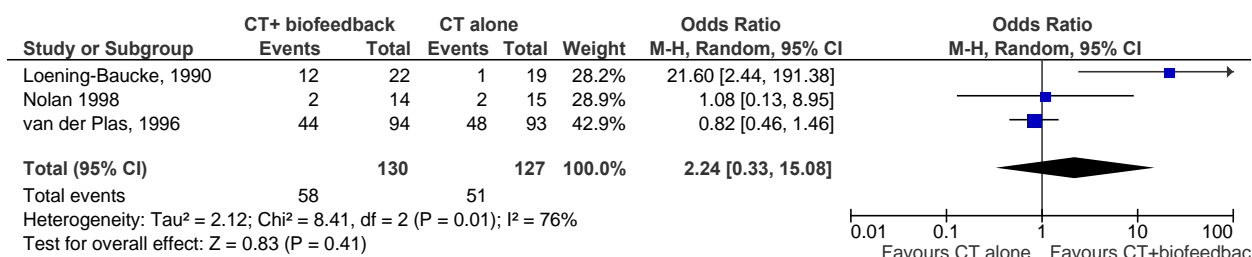 CT+ biofeedback CT alone Odds Ratio Odds Ratio
Study or Subgroup Events Total Events Total Weight M-H, Random, 95% CI M-H, Random, 95% CI
Loening-Baucke, 1990 12 22 1 19 28.2% 21.60 [2.44, 191.38]
Nolan 1998 2 14 2 15 28.9% 1.08 [0.13, 8.95]
van der Plas, 1996 44 94 48 93 42.9% 0.82 [0.46, 1.46]
Total (95% CI) 130 127 100.0% 2.24 [0.33, 15.08]
Total events 58 51
Heterogeneity: Tau² = 2.12; Chi² = 8.41, df = 2 (P = 0.01); I² = 76%
Test for overall effect: Z = 0.83 (P = 0.41)
0.01 0.1 1 10 100
Favours CT alone Favours CT+biofeedbac